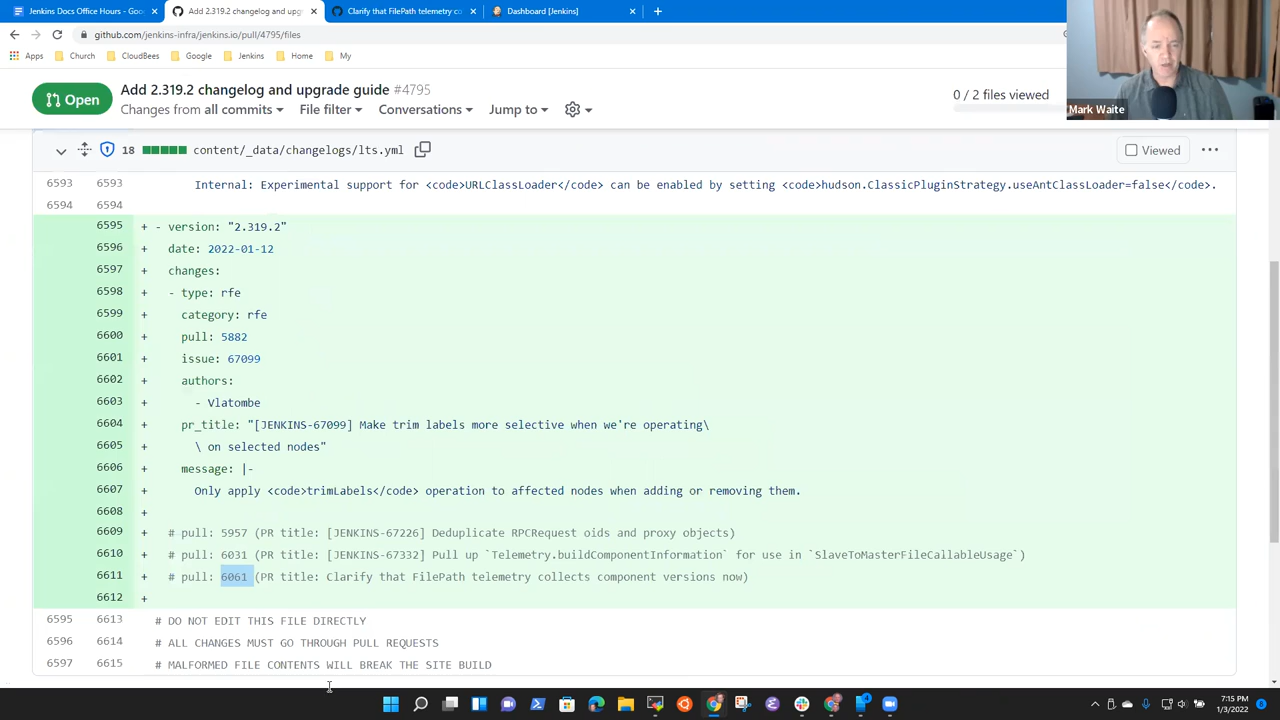 Jenkins Docs Office Hours - Goo
Add 2.319.2 changelog and upg
Clarify that FilePath telemetry co
Dashboard [Jenkins]
github.com/jenkins-infra/jenkins.io/pull/4795/files
Apps
Church
CloudBees
Google
Jenkins
Home
My
Open
Add 2.319.2 changelog and upgrade guide #4795
Changes from all commits
File filter
Conversations
Jump to
0 / 2 files viewed
Mark Waite
18 content/_data/changelogs/lts.yml
Viewed
6593 6593 Internal: Experimental support for <code>URLClassLoader</code> can be enabled by setting <code>hudson.ClassicPluginStrategy.useAntClassLoader=false</code>.
6594 6594
6595 + - version: "2.319.2"
6596 + date: 2022-01-12
6597 + changes:
6598 + - type: rfe
6599 + category: rfe
6600 + pull: 5882
6601 + issue: 67099
6602 + authors:
6603 + - Vlatombe
6604 + pr_title: "[JENKINS-67099] Make trim labels more selective when we're operating\
6605 + \ on selected nodes"
6606 + message: |-
6607 + Only apply <code>trimLabels</code> operation to affected nodes when adding or removing them.
6608 +
6609 + # pull: 5957 (PR title: [JENKINS-67226] Deduplicate RPCRequest oids and proxy objects)
6610 + # pull: 6031 (PR title: [JENKINS-67332] Pull up `Telemetry.buildComponentInformation` for use in `SlaveToMasterFileCallableUsage`)
6611 + # pull: 6061 (PR title: Clarify that FilePath telemetry collects component versions now)
6612 +
6595 6613 # DO NOT EDIT THIS FILE DIRECTLY
6596 6614 # ALL CHANGES MUST GO THROUGH PULL REQUESTS
6597 6615 # MALFORMED FILE CONTENTS WILL BREAK THE SITE BUILD
7:15 PM
1/3/2022